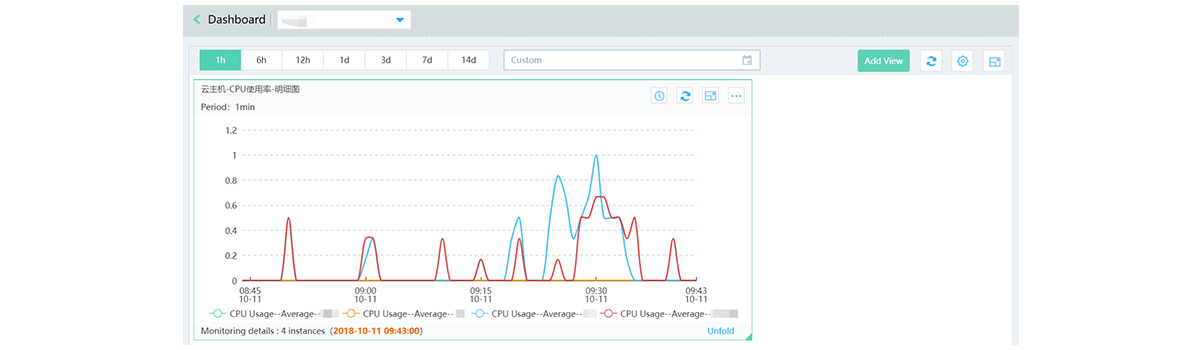 Dashboard
1h 6h 12h 1d 3d 7d 14d Custom Add View
云主机-CPU使用率-明细图
Period: 1min
1.2
1
0.8
0.6
0.4
0.2
0
08:45 09:00 09:15 09:30 09:43
10-11 10-11 10-11 10-11 10-11
CPU Usage--Average-- CPU Usage--Average-- CPU Usage--Average-- CPU Usage--Average--
Monitoring details : 4 instances (2018-10-11 09:43:00) Unfold